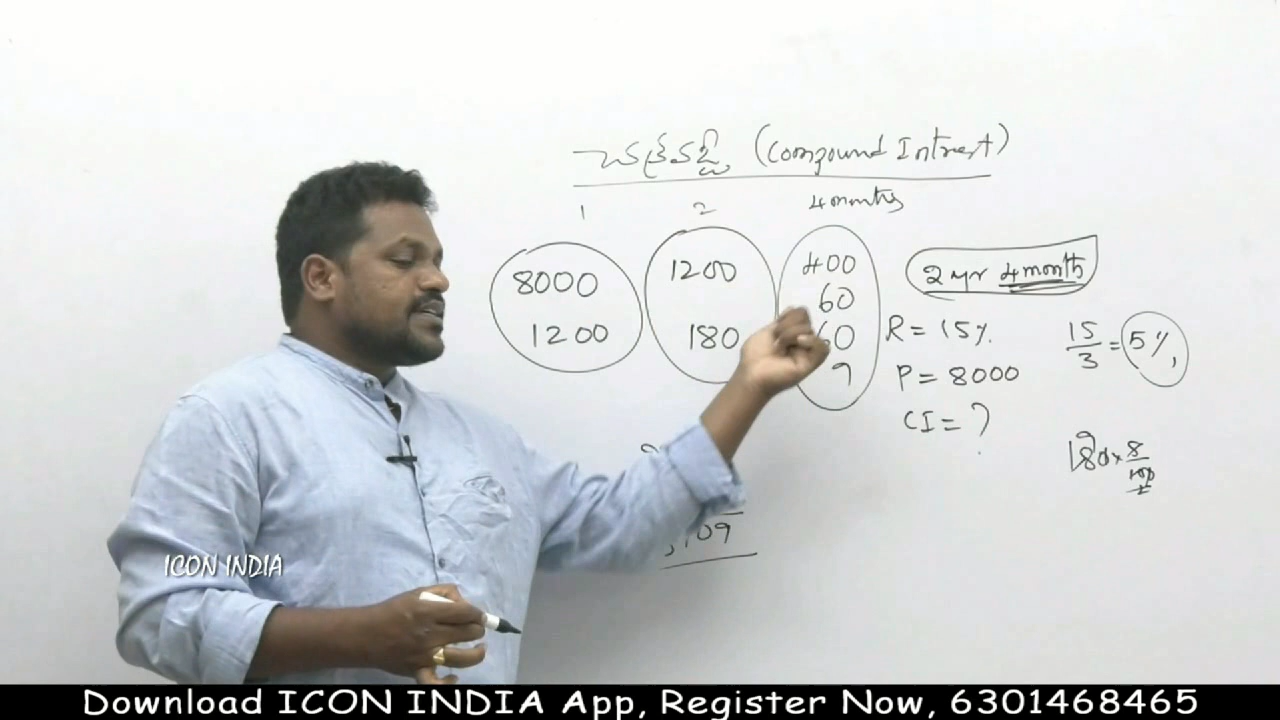 చక్రవడ్డీ (Compound Intrest)
1 2 4 months
8000 1200 400
60
1200 180 60
9
2 yr 4 month
R = 15%
15/3 = 5%,
P = 8000
CI = ?
180 × 8/100
109
ICON INDIA
Download ICON INDIA App, Register Now, 6301468465